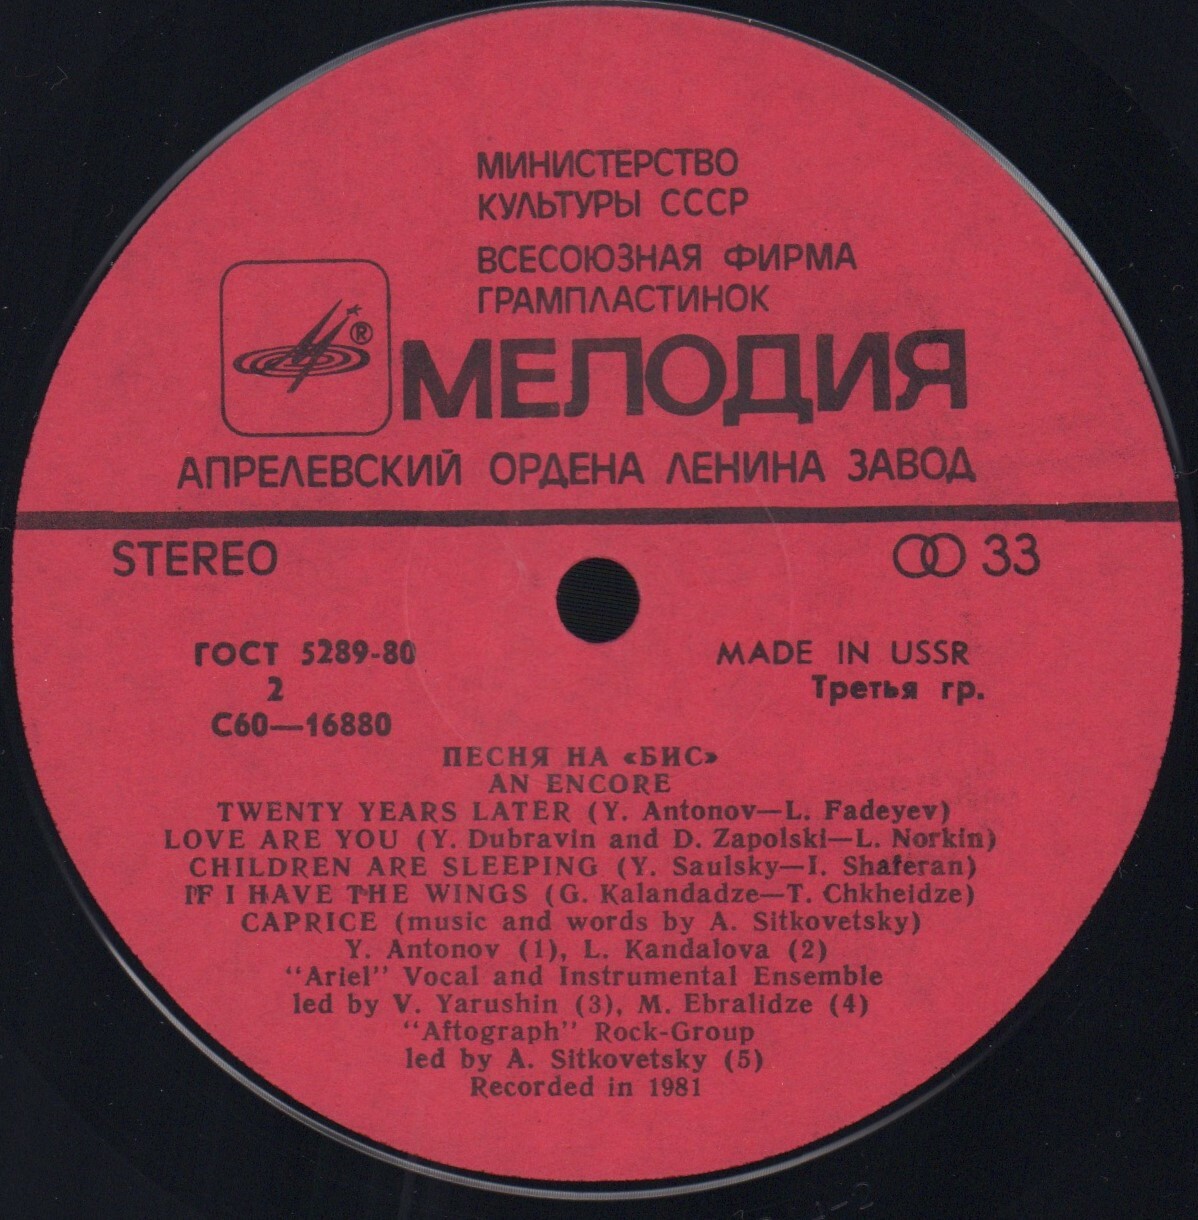 МИНИСТЕРСТВО
КУЛЬТУРЫ СССР
ВСЕСОЮЗНАЯ ФИРМА
ГРАМПЛАСТИНОК
®
МЕЛОДИЯ
АПРЕЛЕВСКИЙ ОРДЕНА ЛЕНИНА ЗАВОД
STEREO
33
ГОСТ 5289-80
MADE IN USSR
2
Третья гр.
С60—16880
ПЕСНЯ НА «БИС»
AN ENCORE
TWENTY YEARS LATER (Y. Antonov—L. Fadeyev)
LOVE ARE YOU (Y. Dubravin and D. Zapolski—L. Norkin)
CHILDREN ARE SLEEPING (Y. Saulsky—I. Shaferan)
IF I HAVE THE WINGS (G. Kalandadze—T. Chkheidze)
CAPRICE (music and words by A. Sitkovetsky)
Y. Antonov (1), L. Kandalova (2)
"Ariel" Vocal and Instrumental Ensemble
led by V. Yarushin (3), M. Ebralidze (4)
"Aftograph" Rock-Group
led by A. Sitkovetsky (5)
Recorded in 1981